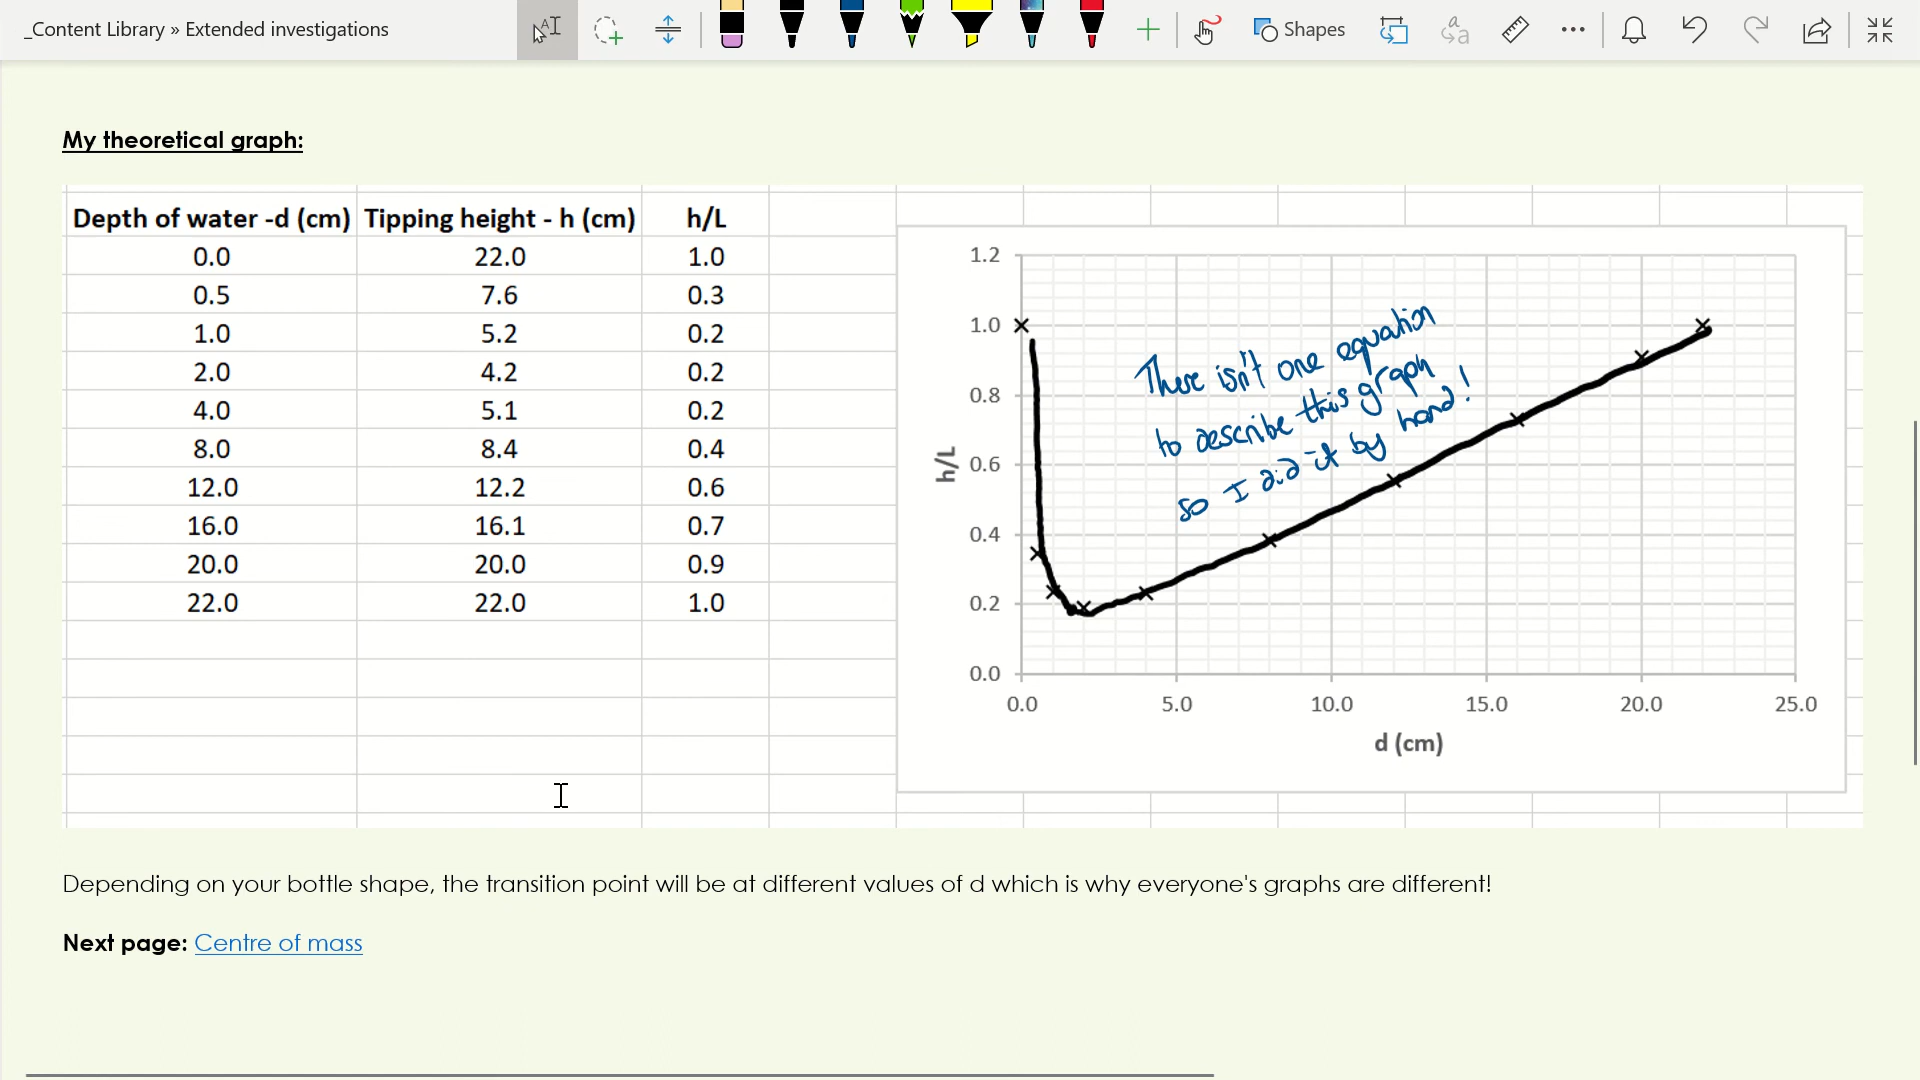 _Content Library » Extended investigations
Shapes
My theoretical graph:
Depth of water -d (cm) Tipping height - h (cm) h/L
0.0 22.0 1.0
0.5 7.6 0.3
1.0 5.2 0.2
2.0 4.2 0.2
4.0 5.1 0.2
8.0 8.4 0.4
12.0 12.2 0.6
16.0 16.1 0.7
20.0 20.0 0.9
22.0 22.0 1.0
1.2
1.0
0.8
0.6
0.4
0.2
0.0
h/L
There isn't one equation
to describe this graph
so I did it by hand!
0.0 5.0 10.0 15.0 20.0 25.0
d (cm)
Depending on your bottle shape, the transition point will be at different values of d which is why everyone's graphs are different!
Next page: Centre of mass